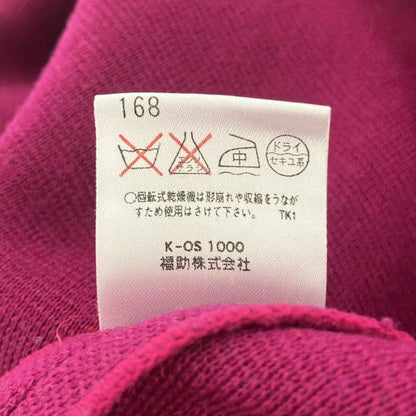 168
エンソ サラシ 中 ドライ セキユ系
○回転式乾燥機は形崩れや収縮をうなが
すため使用はさけて下さい。 TK1
K-OS 1000
福助株式会社